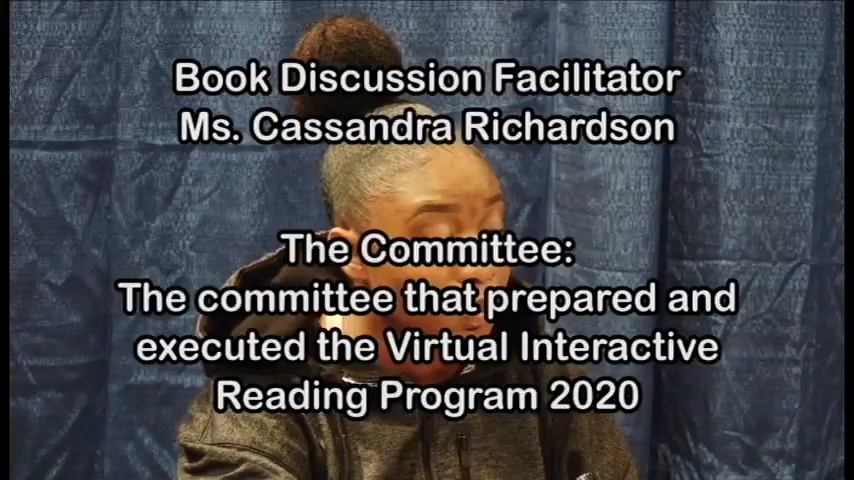 Book Discussion Facilitator
Ms. Cassandra Richardson
The Committee:
The committee that prepared and
executed the Virtual Interactive
Reading Program 2020